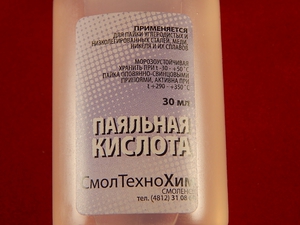 ПРИМЕНЯЕТСЯ
ДЛЯ ПАЙКИ УГЛЕРОДИСТЫХ И
НИЗКОЛЕГИРОВАННЫХ СТАЛЕЙ, МЕДИ,
НИКЕЛЯ И ИХ СПЛАВОВ
МОРОЗОУСТОЙЧИВАЯ
ХРАНИТЬ ПРИ t -30 - +50˚С
ПАЙКА ОЛОВЯННО-СВИНЦОВЫМИ
ПРИПОЯМИ, АКТИВНА ПРИ
t +290 - +350˚С
30 мл
ПАЯЛЬНАЯ
КИСЛОТА
СмолТехноХим
СМОЛЕНСК
тел. (4812) 31 08